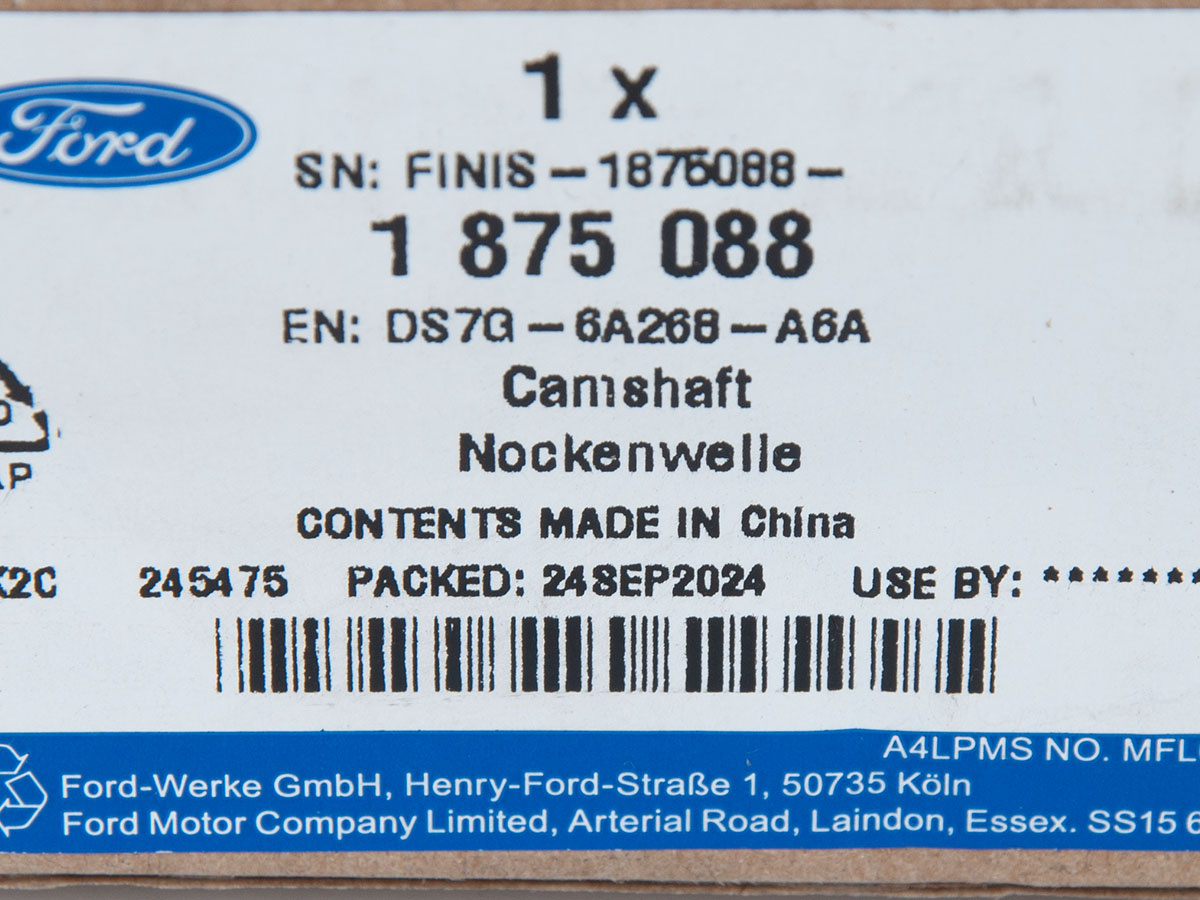 1 x
Ford
SN: FINIS – 1875088 –
1 875 088
EN: DS7G – 6A268 – A6A
Camshaft
Nockenwelle
CONTENTS MADE IN China
245475 PACKED: 24SEP2024 USE BY: *******
A4LPMS NO.
Ford-Werke GmbH, Henry-Ford-Straße 1, 50735 Köln
Ford Motor Company Limited, Arterial Road, Laindon, Essex. SS15